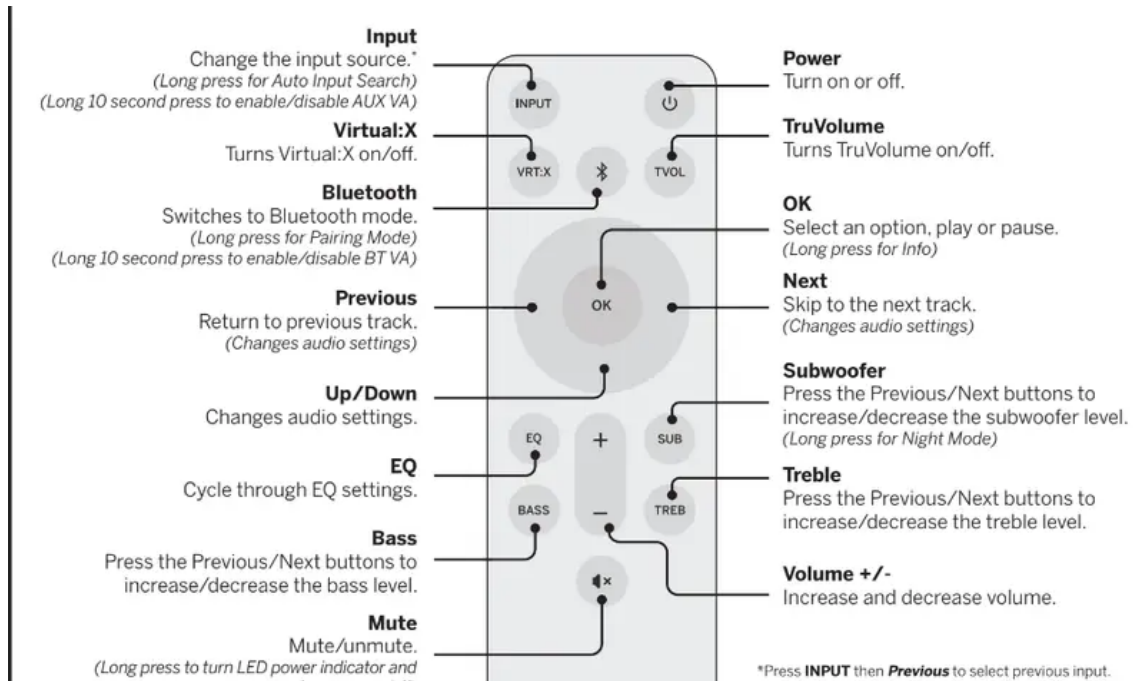 Input
Change the input source.*
(Long press for Auto Input Search)
(Long 10 second press to enable/disable AUX VA)
Virtual:X
Turns Virtual:X on/off.
Bluetooth
Switches to Bluetooth mode.
(Long press for Pairing Mode)
(Long 10 second press to enable/disable BT VA)
Previous
Return to previous track.
(Changes audio settings)
Up/Down
Changes audio settings.
EQ
Cycle through EQ settings.
Bass
Press the Previous/Next buttons to
increase/decrease the bass level.
Mute
Mute/unmute.
(Long press to turn LED power indicator and
INPUT
VRT:X
TVOL
OK
EQ
+
SUB
BASS
−
TREB
Power
Turn on or off.
TruVolume
Turns TruVolume on/off.
OK
Select an option, play or pause.
(Long press for Info)
Next
Skip to the next track.
(Changes audio settings)
Subwoofer
Press the Previous/Next buttons to
increase/decrease the subwoofer level.
(Long press for Night Mode)
Treble
Press the Previous/Next buttons to
increase/decrease the treble level.
Volume +/-
Increase and decrease volume.
*Press INPUT then Previous to select previous input.